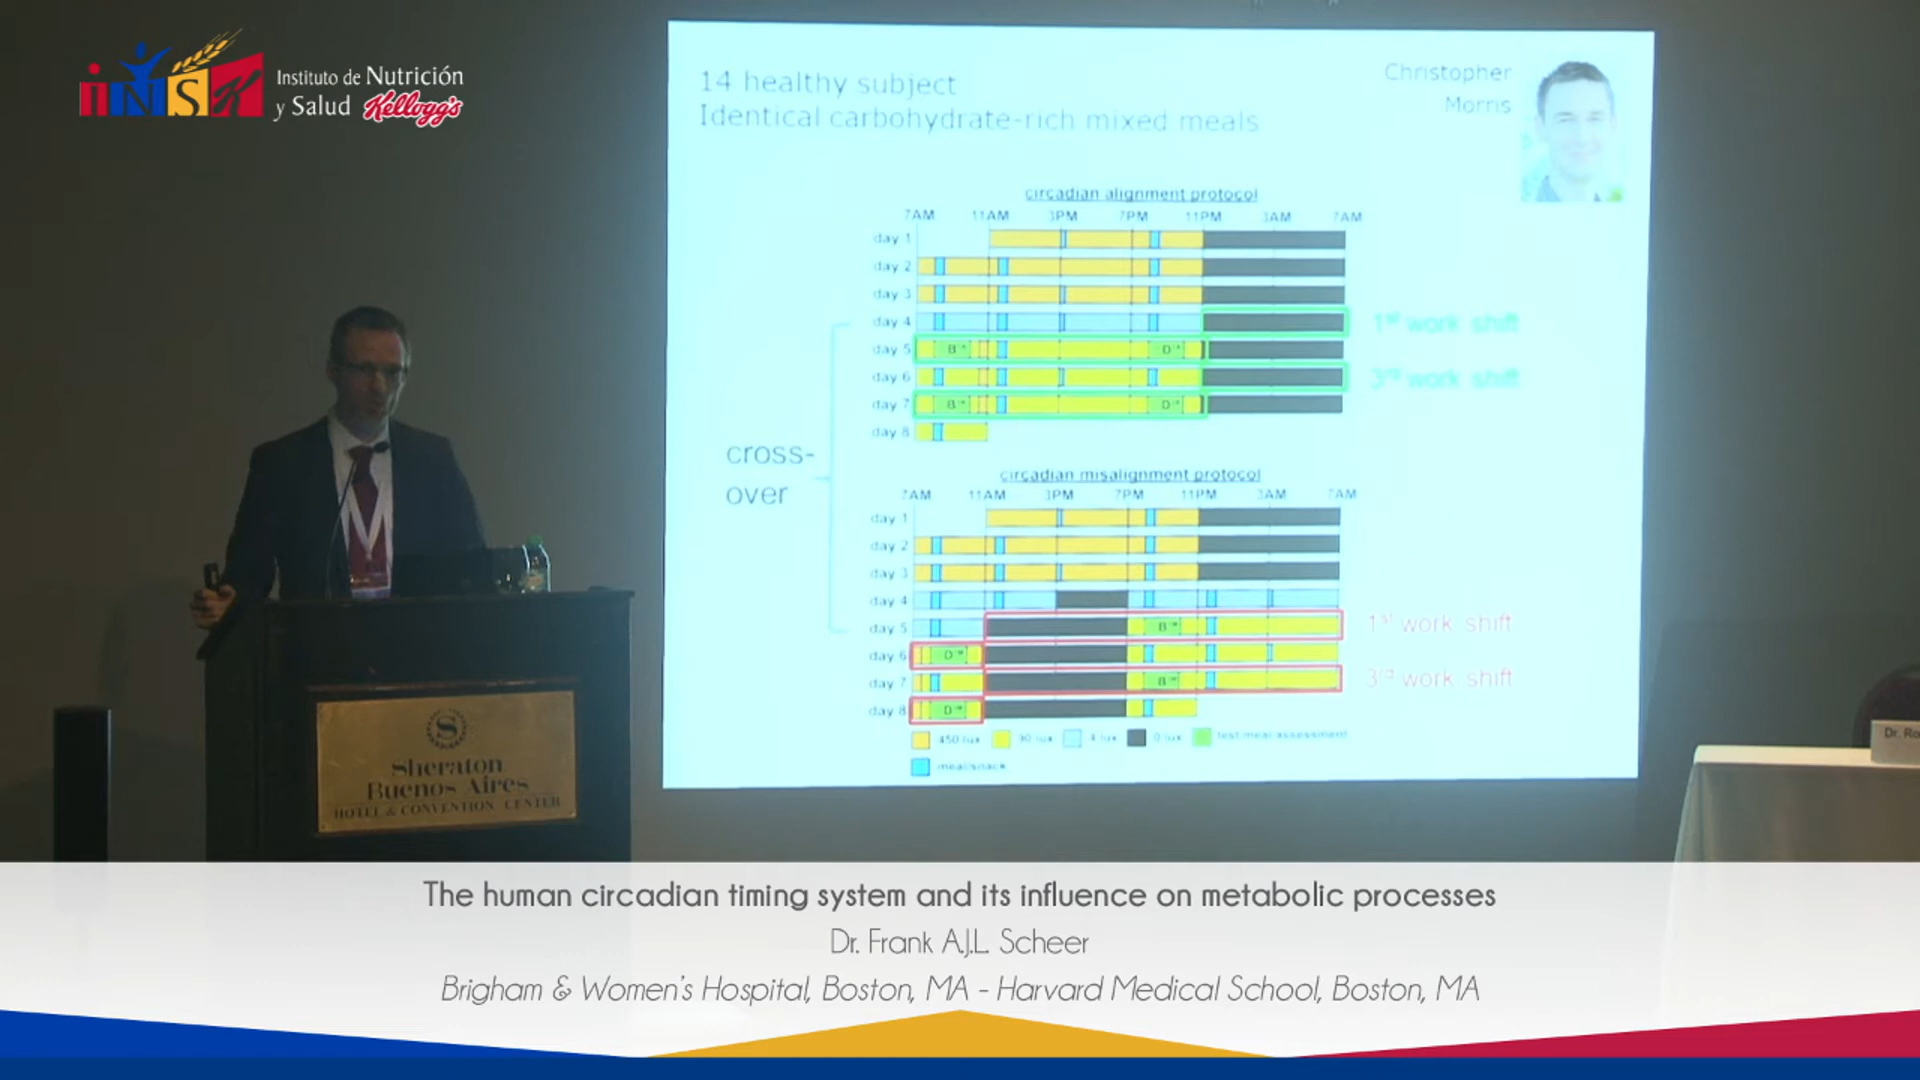 iNSK
Instituto de Nutrición
y Salud Kellogg's
14 healthy subject
Identical carbohydrate-rich mixed meals
Christopher
Morris
circadian alignment protocol
7AM 11AM 3PM 7PM 11PM 3AM 7AM
day 1
day 2
day 3
day 4
1st work shift
day 5
day 6
3rd work shift
day 7
day 8
cross-
over
circadian misalignment protocol
7AM 11AM 3PM 7PM 11PM 3AM 7AM
day 1
day 2
day 3
day 4
day 5
1st work shift
day 6
day 7
3rd work shift
day 8
450 lux 90 lux 4 lux 0 lux test meal assessment
meal/snack
S
Sheraton
Buenos Aires
HOTEL & CONVENTION CENTER
The human circadian timing system and its influence on metabolic processes
Dr. Frank A.J.L. Scheer
Brigham & Women's Hospital, Boston, MA - Harvard Medical School, Boston, MA